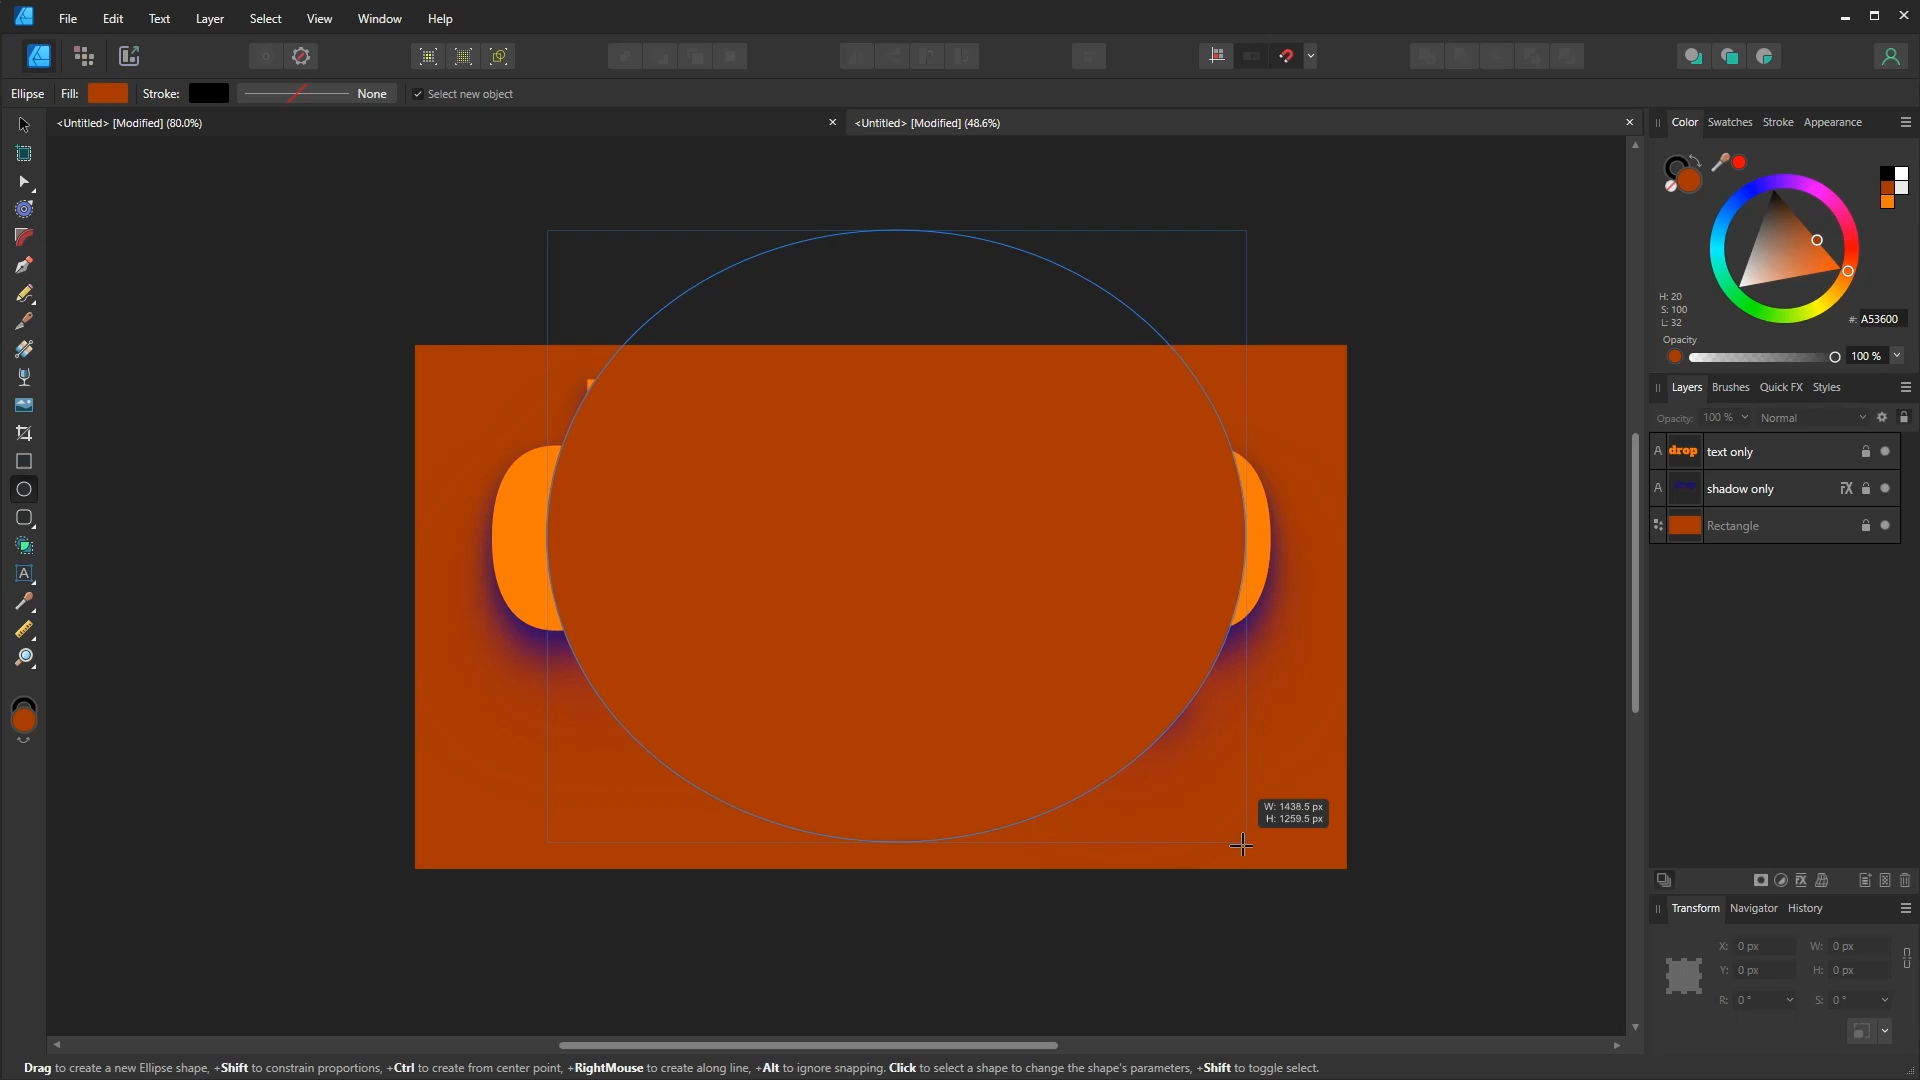 File Edit Text Layer Select View Window Help
Ellipse Fill: Stroke: None Select new object
<Untitled> [Modified] (80.0%)
<Untitled> [Modified] (48.6%)
Color Swatches Stroke Appearance
H: 20
S: 100
L: 32
#: A53600
Opacity
100 %
Layers Brushes Quick FX Styles
Opacity: 100 % Normal
A drop text only
A drop shadow only
Rectangle
W: 1438.5 px
H: 1259.5 px
Transform Navigator History
X: 0 px W: 0 px
Y: 0 px H: 0 px
R: 0 ° S: 0 °
Drag to create a new Ellipse shape, +Shift to constrain proportions, +Ctrl to create from center point, +RightMouse to create along line, +Alt to ignore snapping. Click to select a shape to change the shape's parameters, +Shift to toggle select.